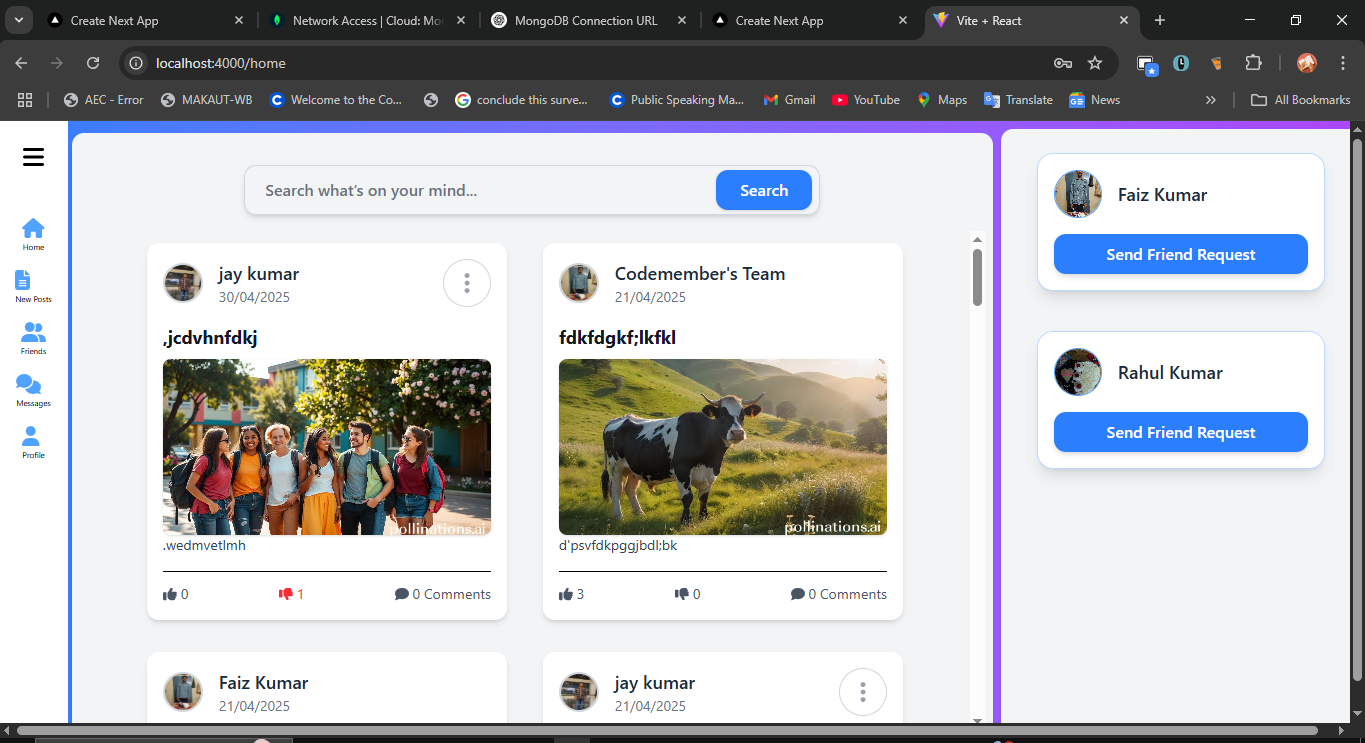 Create Next App
Network Access | Cloud: Mo
MongoDB Connection URL
Create Next App
Vite + React
localhost:4000/home
AEC - Error
MAKAUT-WB
Welcome to the Co...
conclude this surve...
Public Speaking Ma...
Gmail
YouTube
Maps
Translate
News
All Bookmarks
Home
New Posts
Friends
Messages
Profile
Search what's on your mind...
Search
jay kumar
30/04/2025
,jcdvhnfdkj
pollinations.ai
.wedmvetlmh
0
1
0 Comments
Codemember's Team
21/04/2025
fdkfdgkf;lkfkl
pollinations.ai
d'psvfdkpggjbdl;bk
3
0
0 Comments
Faiz Kumar
21/04/2025
jay kumar
21/04/2025
Faiz Kumar
Send Friend Request
Rahul Kumar
Send Friend Request